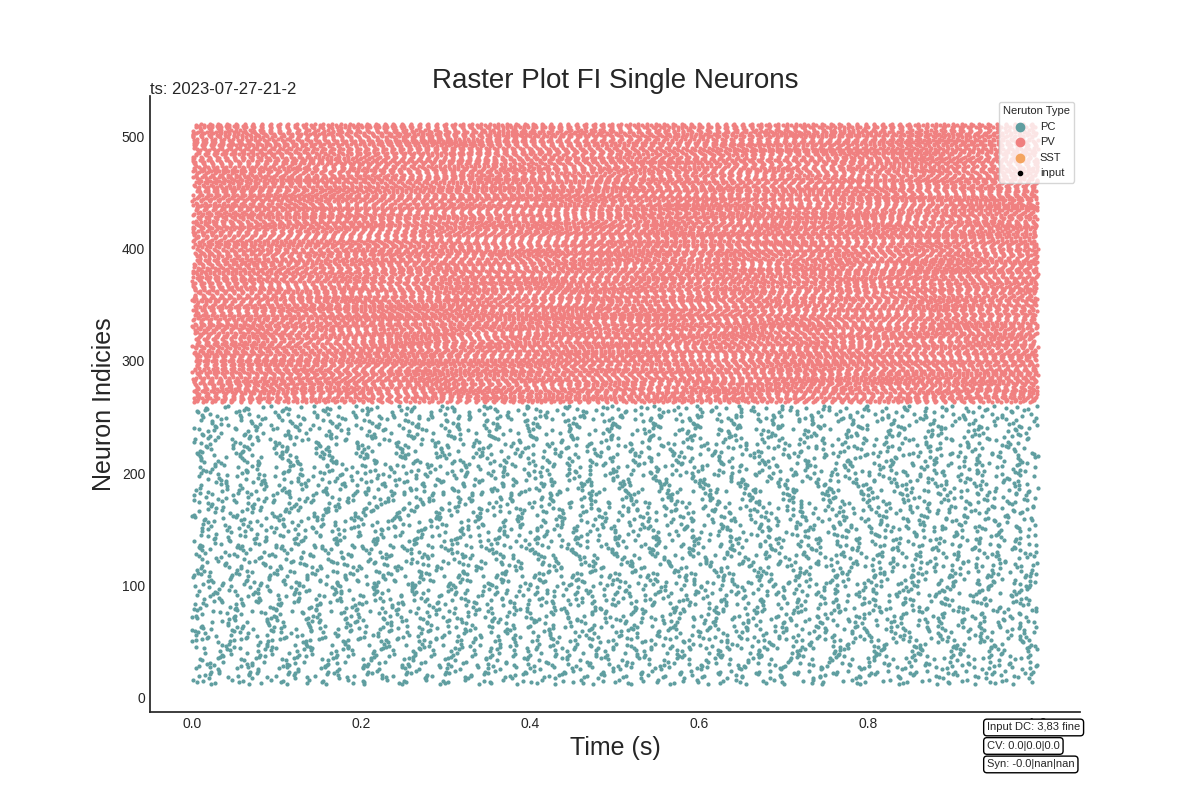 Raster Plot FI Single Neurons
ts: 2023-07-27-21-2
Neruton Type
PC
PV
SST
input
500
400
300
200
100
0
Neuron Indicies
0.0 0.2 0.4 0.6 0.8
Time (s)
Input DC: 3,83 fine
CV: 0.0|0.0|0.0
Syn: -0.0|nan|nan